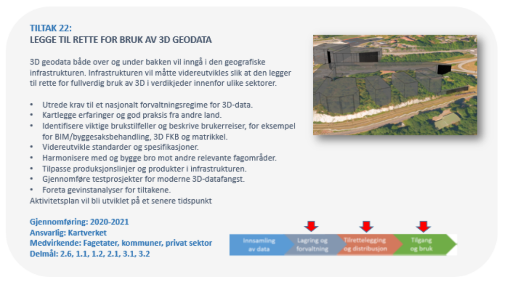 TILTAK 22:
LEGGE TIL RETTE FOR BRUK AV 3D GEODATA
3D geodata både over og under bakken vil inngå i den geografiske
infrastrukturen. Infrastrukturen vil måtte videreutvikles slik at den legger
til rette for fullverdig bruk av 3D i verdikjeder innenfor ulike sektorer.
• Utrede krav til et nasjonalt forvaltningsregime for 3D-data.
• Kartlegge erfaringer og god praksis fra andre land.
• Identifisere viktige brukstilfeller og beskrive brukerreiser, for eksempel
for BIM/byggesaksbehandling, 3D FKB og matrikkel.
• Videreutvikle standarder og spesifikasjoner.
• Harmonisere med og bygge bro mot andre relevante fagområder.
• Tilpasse produksjonslinjer og produkter i infrastrukturen.
• Gjennomføre testprosjekter for moderne 3D-datafangst.
• Foreta gevinstanalyser for tiltakene.
Aktivitetsplan vil bli utviklet på et senere tidspunkt
Gjennomføring: 2020-2021
Ansvarlig: Kartverket
Medvirkende: Fagetater, kommuner, privat sektor
Delmål: 2.6, 1.1, 1.2, 2.1, 3.1, 3.2
Innsamling
av data
Lagring og
forvaltning
Tilrettelegging
og distribusjon
Tilgang
og bruk